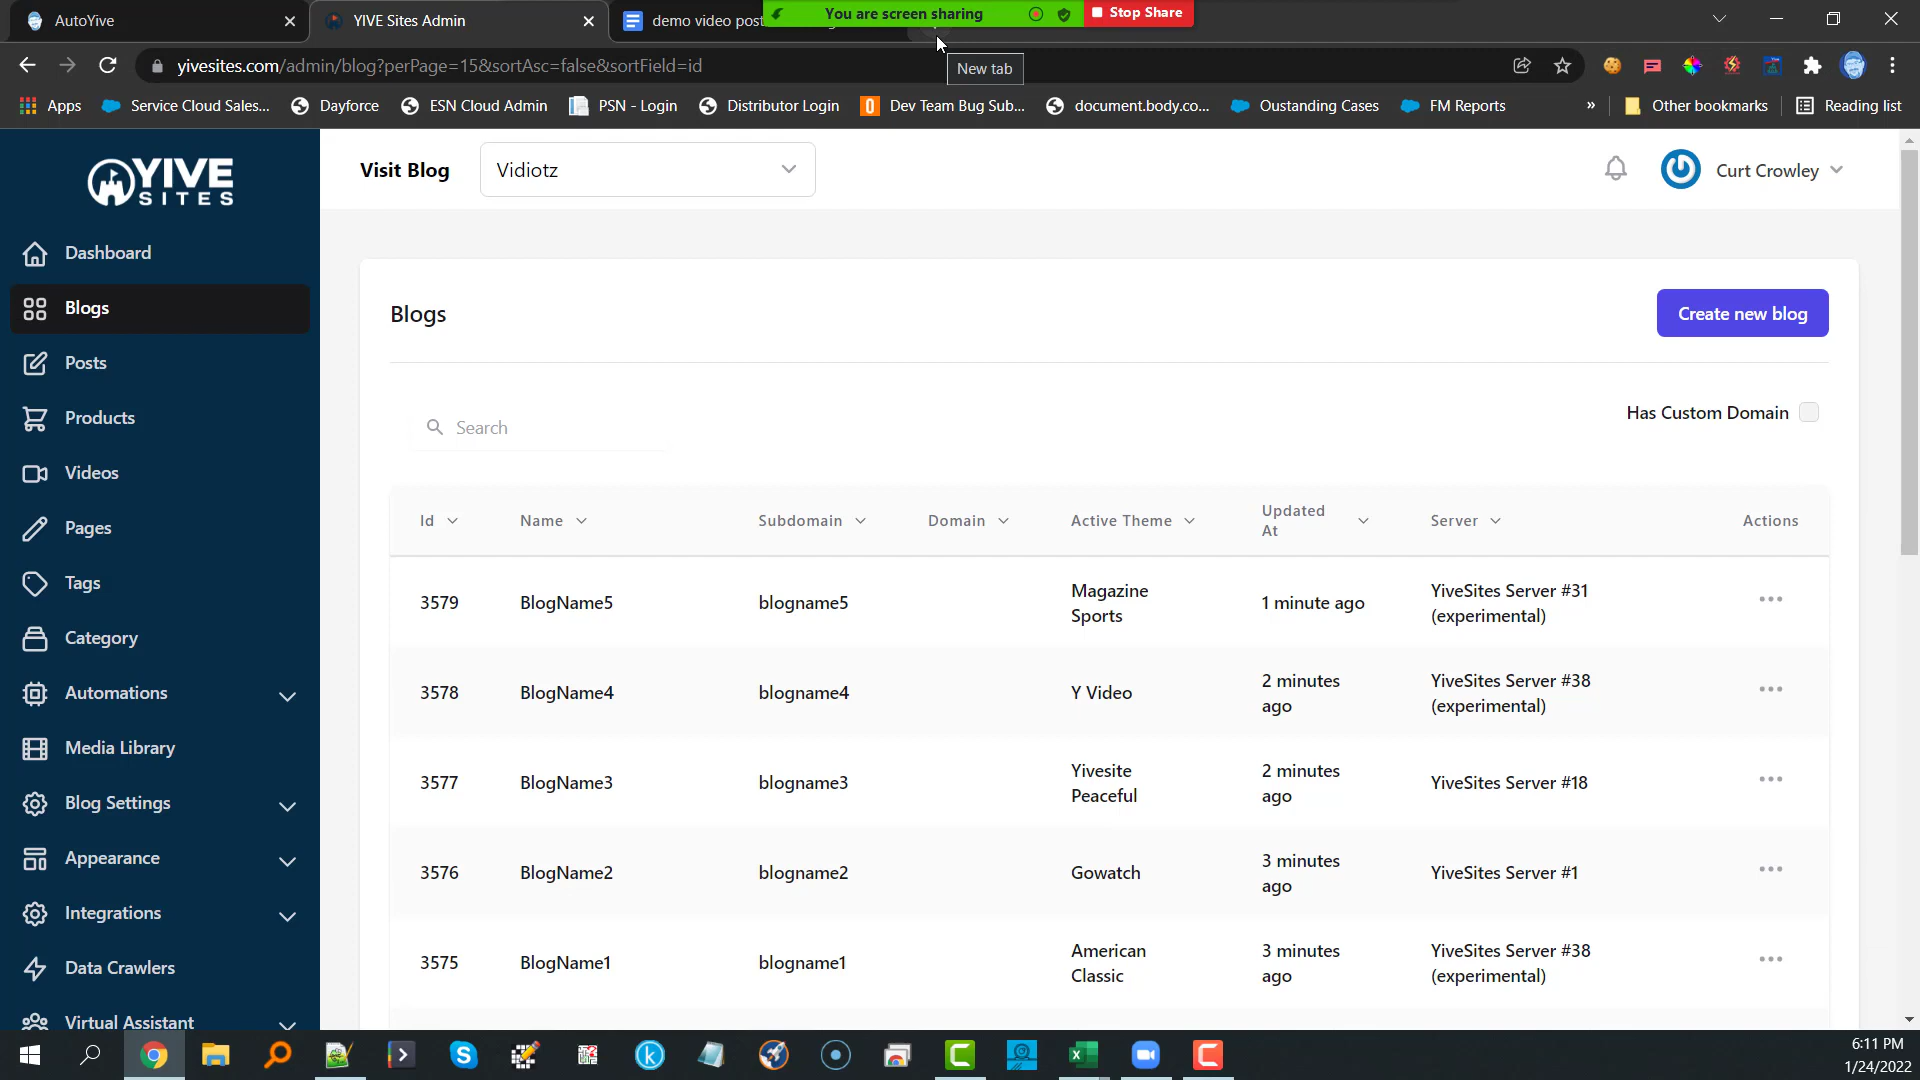 AutoYive
YIVE Sites Admin
demo video post
You are screen sharing
Stop Share
yivesites.com/admin/blog?perPage=15&sortAsc=false&sortField=id
New tab
Apps
Service Cloud Sales...
Dayforce
ESN Cloud Admin
PSN - Login
Distributor Login
Dev Team Bug Sub...
document.body.co...
Oustanding Cases
FM Reports
»
Other bookmarks
Reading list
YIVE
SITES
Visit Blog
Vidiotz
Curt Crowley
Dashboard
Blogs
Posts
Products
Videos
Pages
Tags
Category
Automations
Media Library
Blog Settings
Appearance
Integrations
Data Crawlers
Virtual Assistant
Blogs
Create new blog
Search
Has Custom Domain
Id
Name
Subdomain
Domain
Active Theme
Updated
At
Server
Actions
3579
BlogName5
blogname5
Magazine
Sports
1 minute ago
YiveSites Server #31
(experimental)
3578
BlogName4
blogname4
Y Video
2 minutes
ago
YiveSites Server #38
(experimental)
3577
BlogName3
blogname3
Yivesite
Peaceful
2 minutes
ago
YiveSites Server #18
3576
BlogName2
blogname2
Gowatch
3 minutes
ago
YiveSites Server #1
3575
BlogName1
blogname1
American
Classic
3 minutes
ago
YiveSites Server #38
(experimental)
6:11 PM
1/24/2022